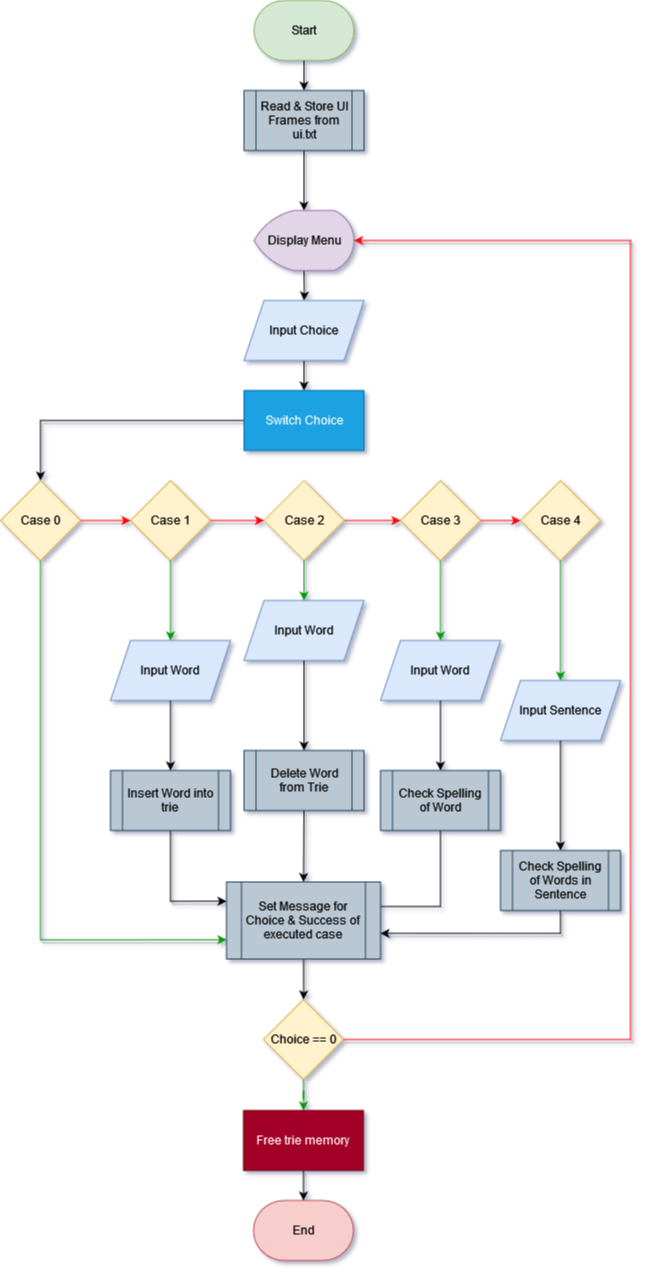 Start
Read & Store UI
Frames from
ui.txt
Display Menu
Input Choice
Switch Choice
Case 0
Case 1
Case 2
Case 3
Case 4
Input Word
Input Word
Input Word
Input Sentence
Insert Word into
trie
Delete Word
from Trie
Check Spelling
of Word
Check Spelling
of Words in
Sentence
Set Message for
Choice & Success of
executed case
Choice == 0
Free trie memory
End